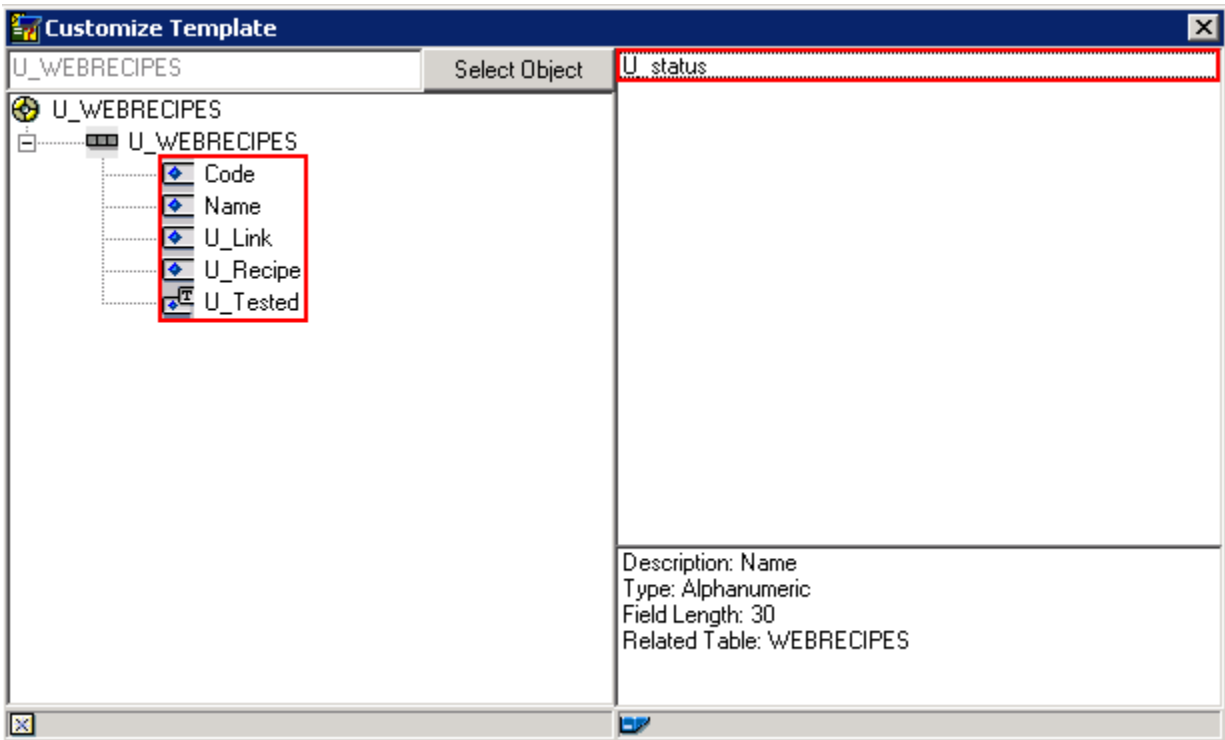 Customize Template
U_WEBRECIPES
Select Object
U_status
U_WEBRECIPES
U_WEBRECIPES
Code
Name
U_Link
U_Recipe
U_Tested
Description: Name
Type: Alphanumeric
Field Length: 30
Related Table: WEBRECIPES